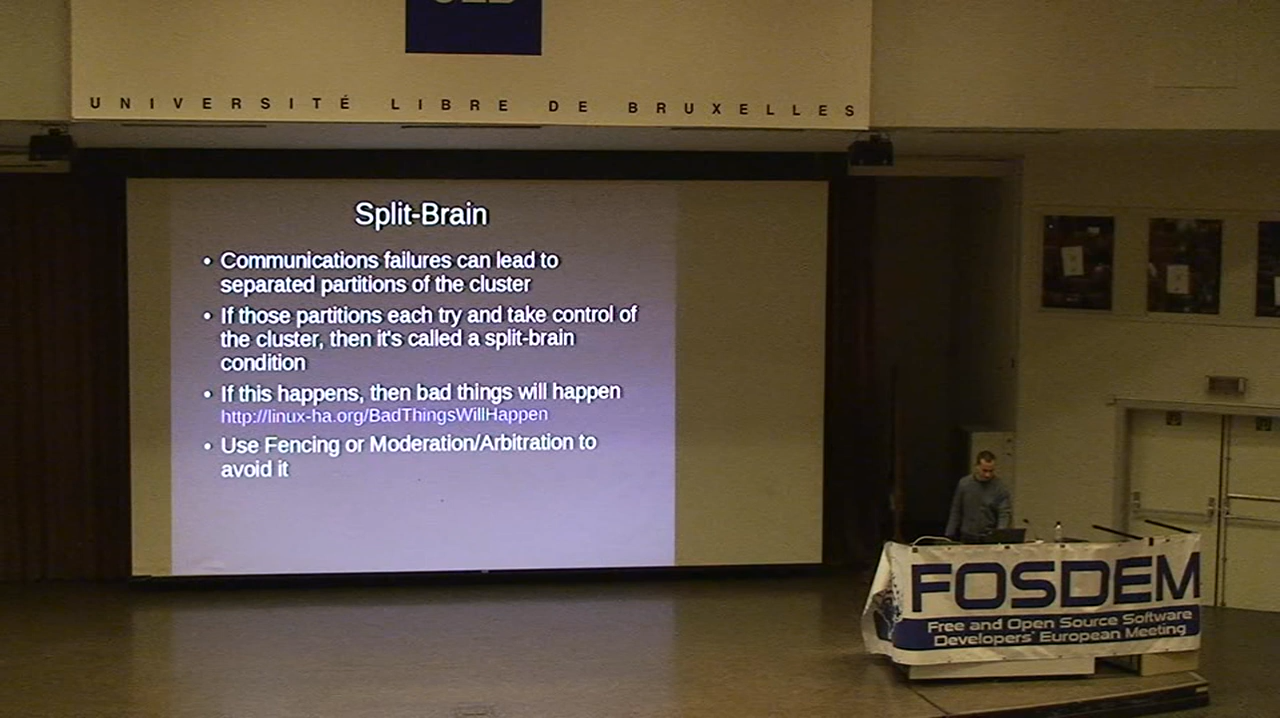 UNIVERSITÉ LIBRE DE BRUXELLES
Split-Brain
• Communications failures can lead to
separated partitions of the cluster
• If those partitions each try and take control of
the cluster, then it's called a split-brain
condition
• If this happens, then bad things will happen
http://linux-ha.org/BadThingsWillHappen
• Use Fencing or Moderation/Arbitration to
avoid it
FOSDEM
Free and Open Source Software
Developers' European Meeting